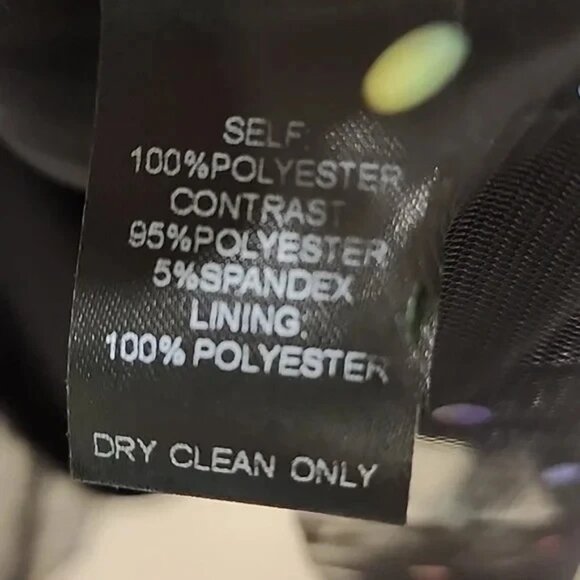 SELF:
100%POLYESTER
CONTRAST
95%POLYESTER
5%SPANDEX
LINING.
100% POLYESTER
DRY CLEAN ONLY